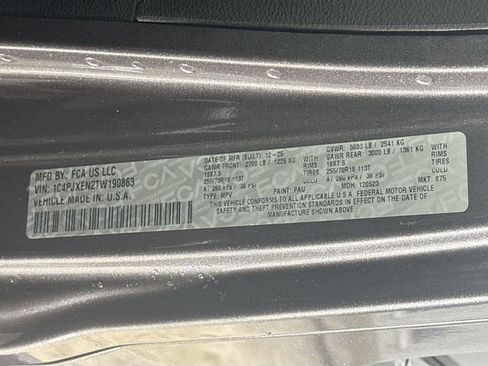 MFD BY: FCA US LLC
VIN: 1C4PJXEN2TW190863
VEHICLE MADE IN: U.S.A.
DATE OF MFR (BUILT): 12-25 GVWR: 5600 LB / 2541 KG
GAWR FRONT: 2700 LB / 1225 KG WITH GAWR REAR: 3000 LB / 1361 KG WITH
18X7.5 RIMS 18X7.5 RIMS
255/70R18 113T TIRES 255/70R18 113T TIRES
AT 260 kPa / 38 PSI COLD AT 260 kPa / 38 PSI COLD
TYPE: MPV PAINT: PAU MDH: 120523 MKT: 875
THIS VEHICLE CONFORMS TO ALL APPLICABLE U.S.A. FEDERAL MOTOR VEHICLE
SAFETY AND THEFT PREVENTION STANDARDS IN EFFECT ON THE DATE OF
MANUFACTURE SHOWN ABOVE.